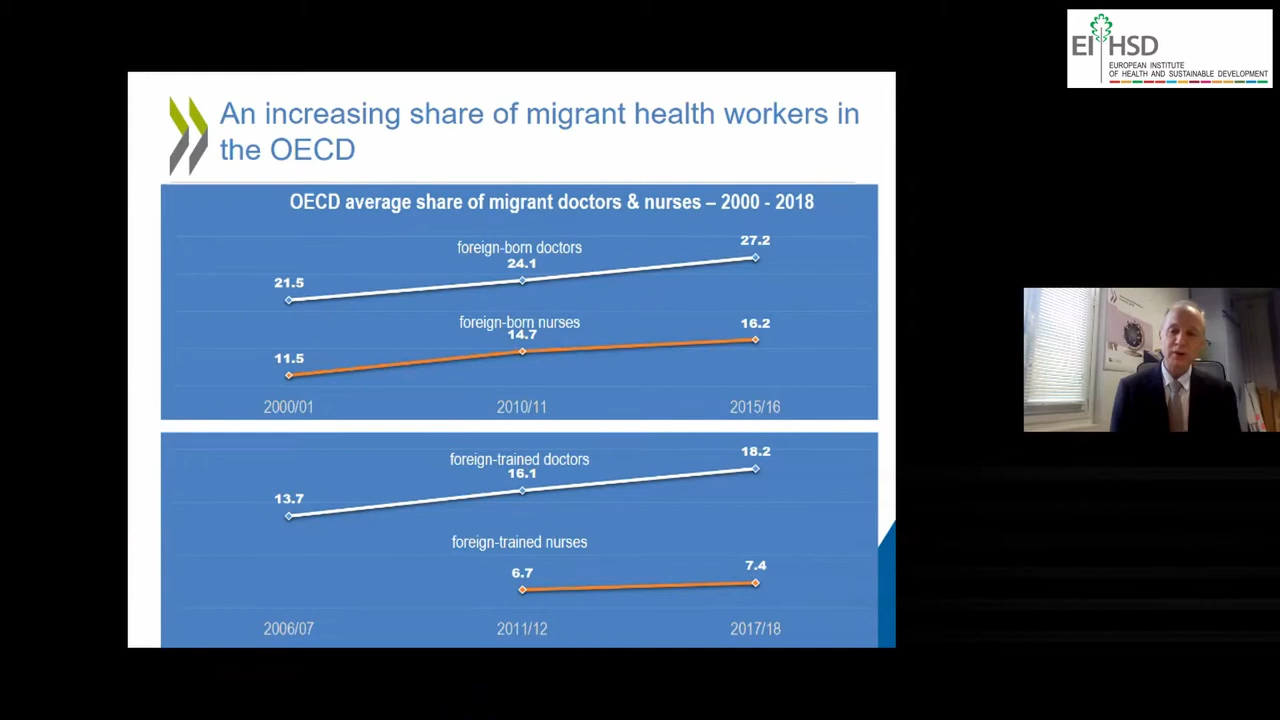 EIHSD
EUROPEAN INSTITUTE
OF HEALTH AND SUSTAINABLE DEVELOPMENT
An increasing share of migrant health workers in
the OECD
OECD average share of migrant doctors & nurses – 2000 - 2018
foreign-born doctors
21.5
24.1
27.2
foreign-born nurses
11.5
14.7
16.2
2000/01
2010/11
2015/16
foreign-trained doctors
13.7
16.1
18.2
foreign-trained nurses
6.7
7.4
2006/07
2011/12
2017/18